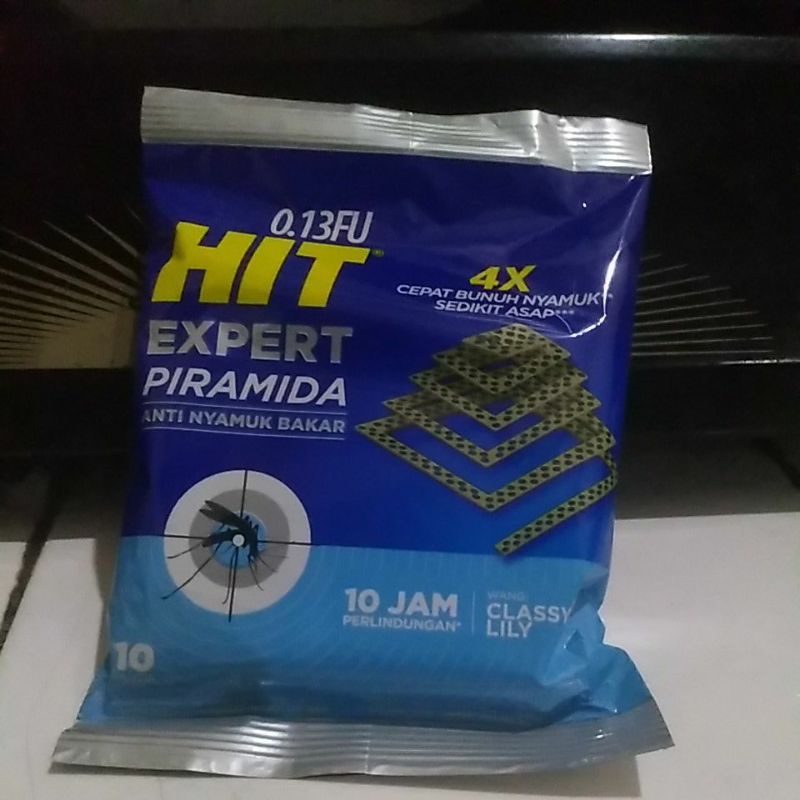 0.13FU
HIT®
EXPERT
PIRAMIDA
ANTI NYAMUK BAKAR
4X
CEPAT BUNUH NYAMUK**
SEDIKIT ASAP***
10 JAM
PERLINDUNGAN*
WANGI
CLASSY
LILY
10